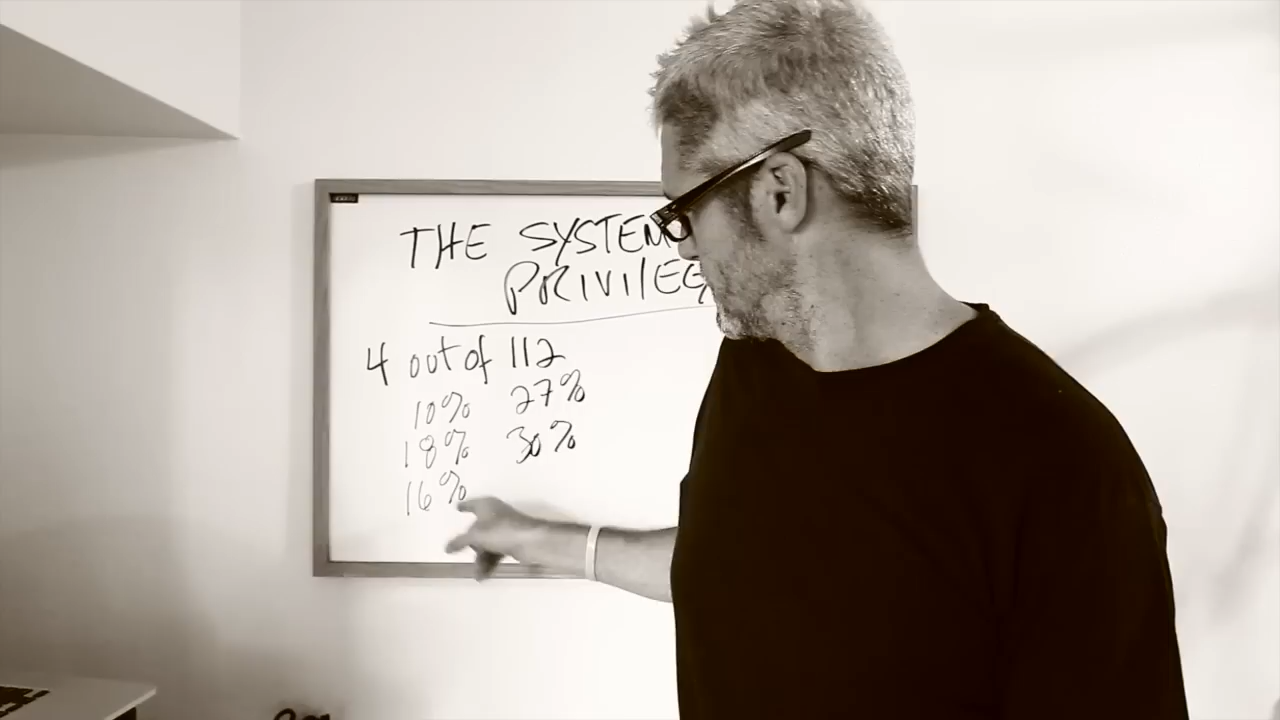 THE SYSTEM
PRIVILEG
4 out of 112
10% 27%
18% 30%
16%